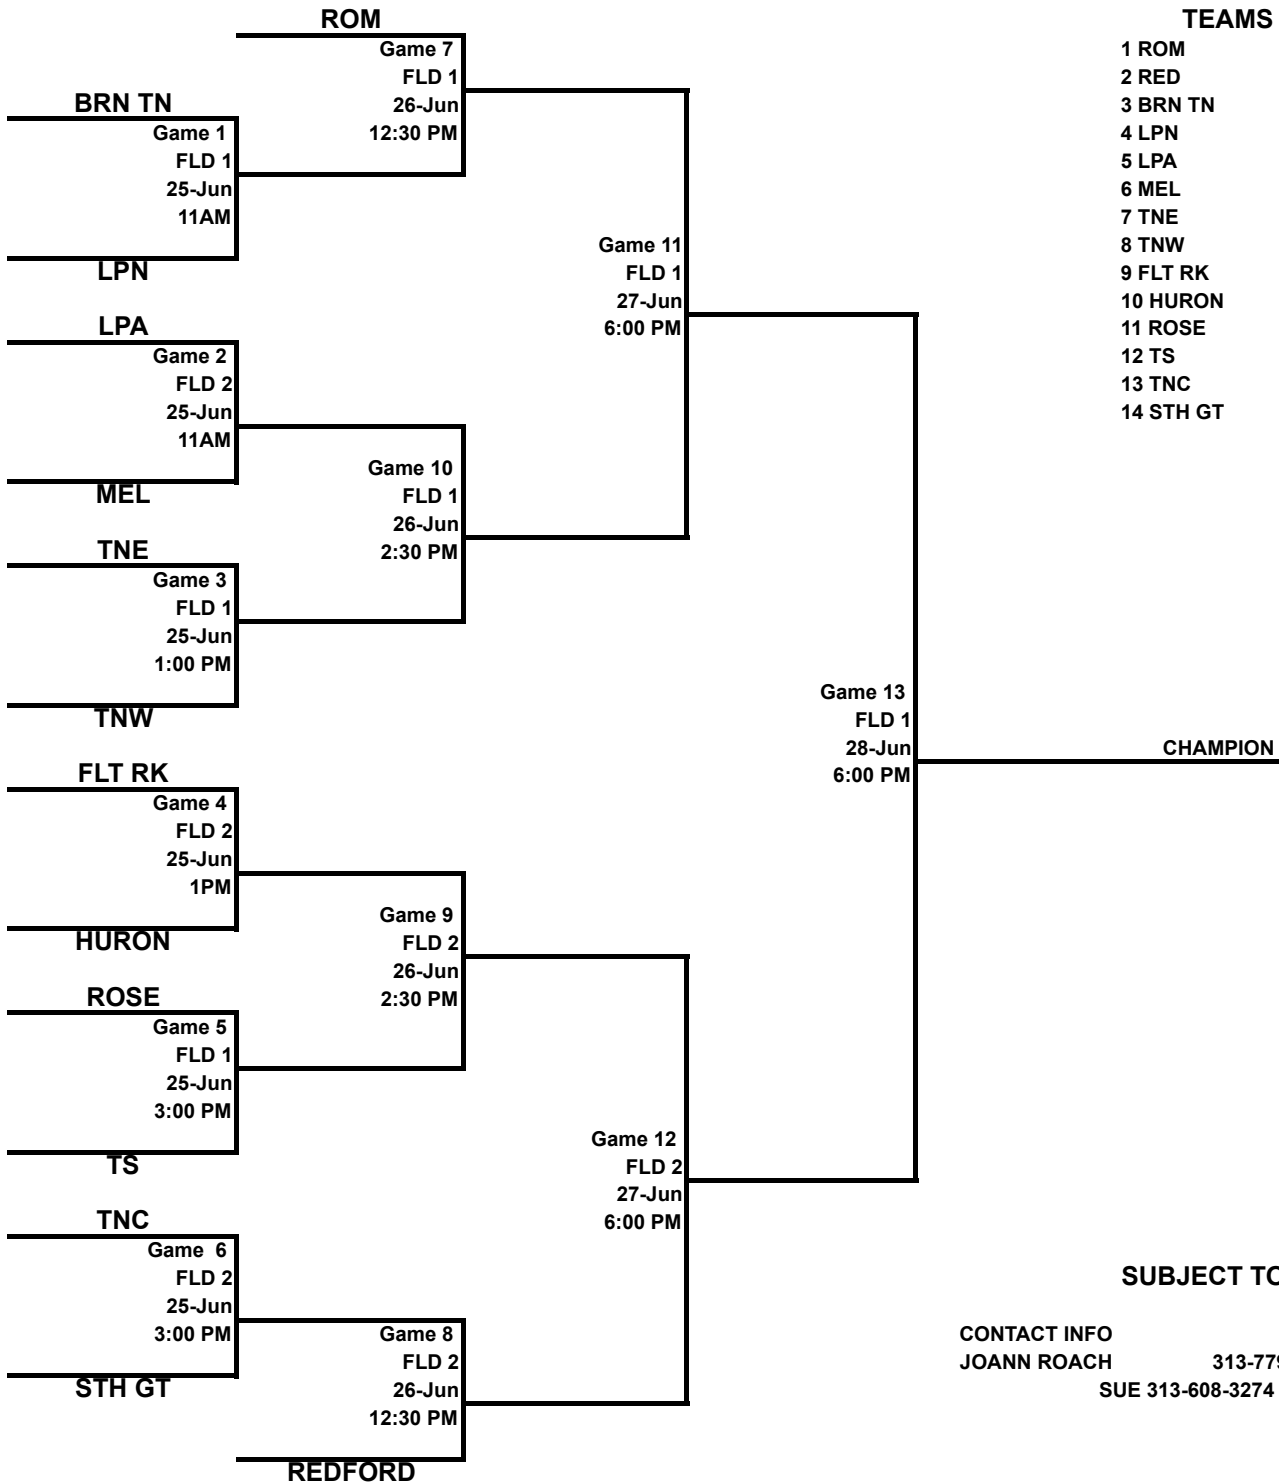 ROM
Game 7
FLD 1
26-Jun
12:30 PM
BRN TN
Game 1
FLD 1
25-Jun
11AM
LPN
LPA
Game 2
FLD 2
25-Jun
11AM
MEL
Game 10
FLD 1
26-Jun
2:30 PM
TNE
Game 3
FLD 1
25-Jun
1:00 PM
TNW
Game 11
FLD 1
27-Jun
6:00 PM
FLT RK
Game 4
FLD 2
25-Jun
1PM
HURON
Game 9
FLD 2
26-Jun
2:30 PM
ROSE
Game 5
FLD 1
25-Jun
3:00 PM
TS
TNC
Game 6
FLD 2
25-Jun
3:00 PM
STH GT
Game 8
FLD 2
26-Jun
12:30 PM
REDFORD
Game 12
FLD 2
27-Jun
6:00 PM
Game 13
FLD 1
28-Jun
6:00 PM
CHAMPION
TEAMS
1 ROM
2 RED
3 BRN TN
4 LPN
5 LPA
6 MEL
7 TNE
8 TNW
9 FLT RK
10 HURON
11 ROSE
12 TS
13 TNC
14 STH GT
SUBJECT
CONTACT INFO
JOANN ROACH 313-779
SUE 313-608-3274